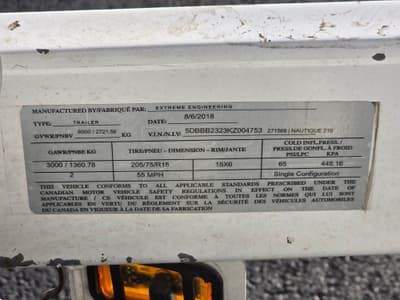 MANUFACTURED BY/FABRIQUÉ PAR: EXTREME ENGINEERING
TYPE: TRAILER DATE: 8/6/2018
GVWR/PNBV 6000 / 2721.56 KG V.I.N./N.I.V: 5DBBB2323KZ004753 271569 | NAUTIQUE 210
GAWR/PNBE KG TIRE/PNEU - DIMENSION - RIM/JANTE COLD INFL.PRESS./ PRESS.DE GONFL. À FROID PSI/LPC KPA
3000 / 1360.78 205/75/R15 15X6 65 448.16
2 55 MPH Single Configuration
THIS VEHICLE CONFORMS TO ALL APPLICABLE STANDARDS PRESCRIBED UNDER THE
CANADIAN MOTOR VEHICLE SAFETY REGULATIONS IN EFFECT ON THE DATE OF
MANUFACTURE / CE VÉHICULE EST CONFORME À TOUTES LES NORMES QUI LUI SONT
APPLICABLES EN VERTU DU RÈGLEMENT SUR LA SÉCURITÉ DES VÉHICULES AUTOMOBILES
DU CANADA EN VIGUEUR À LA DATE DE SA FABRICATION